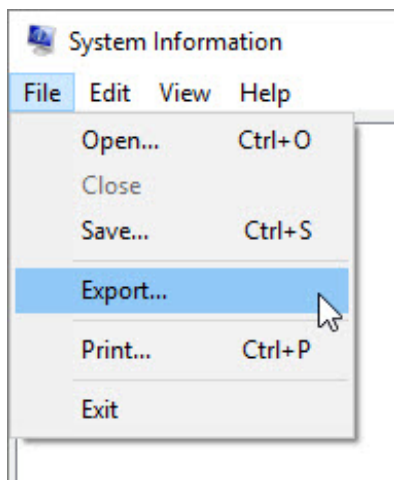 System Information
File Edit View Help
Open... Ctrl+O
Close
Save... Ctrl+S
Export...
Print... Ctrl+P
Exit